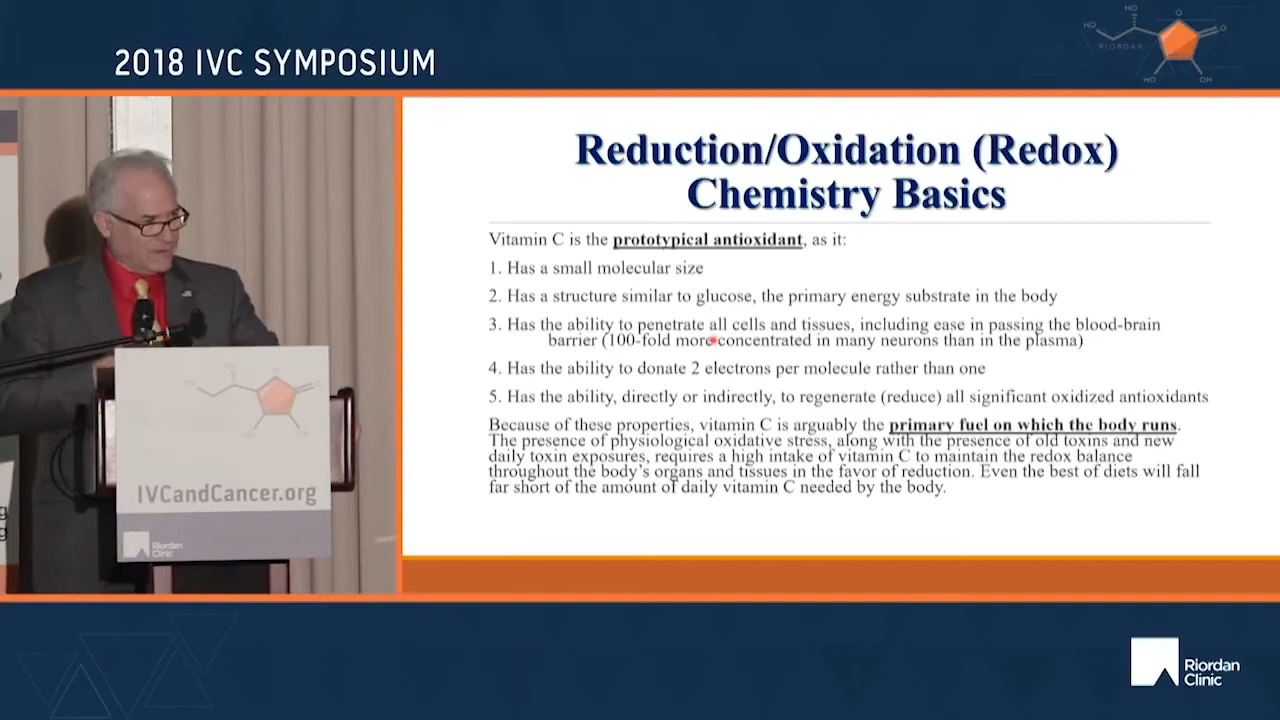 2018 IVC SYMPOSIUM
HO
HO
O
O
RIORDAN
HO
OH
Reduction/Oxidation (Redox)
Chemistry Basics
Vitamin C is the prototypical antioxidant, as it:
1. Has a small molecular size
2. Has a structure similar to glucose, the primary energy substrate in the body
3. Has the ability to penetrate all cells and tissues, including ease in passing the blood-brain
barrier (100-fold more concentrated in many neurons than in the plasma)
4. Has the ability to donate 2 electrons per molecule rather than one
5. Has the ability, directly or indirectly, to regenerate (reduce) all significant oxidized antioxidants
Because of these properties, vitamin C is arguably the primary fuel on which the body runs.
The presence of physiological oxidative stress, along with the presence of old toxins and new
daily toxin exposures, requires a high intake of vitamin C to maintain the redox balance
throughout the body's organs and tissues in the favor of reduction. Even the best of diets will fall
far short of the amount of daily vitamin C needed by the body.
IVCandCancer.org
Riordan
Clinic
g
g
Riordan
Clinic